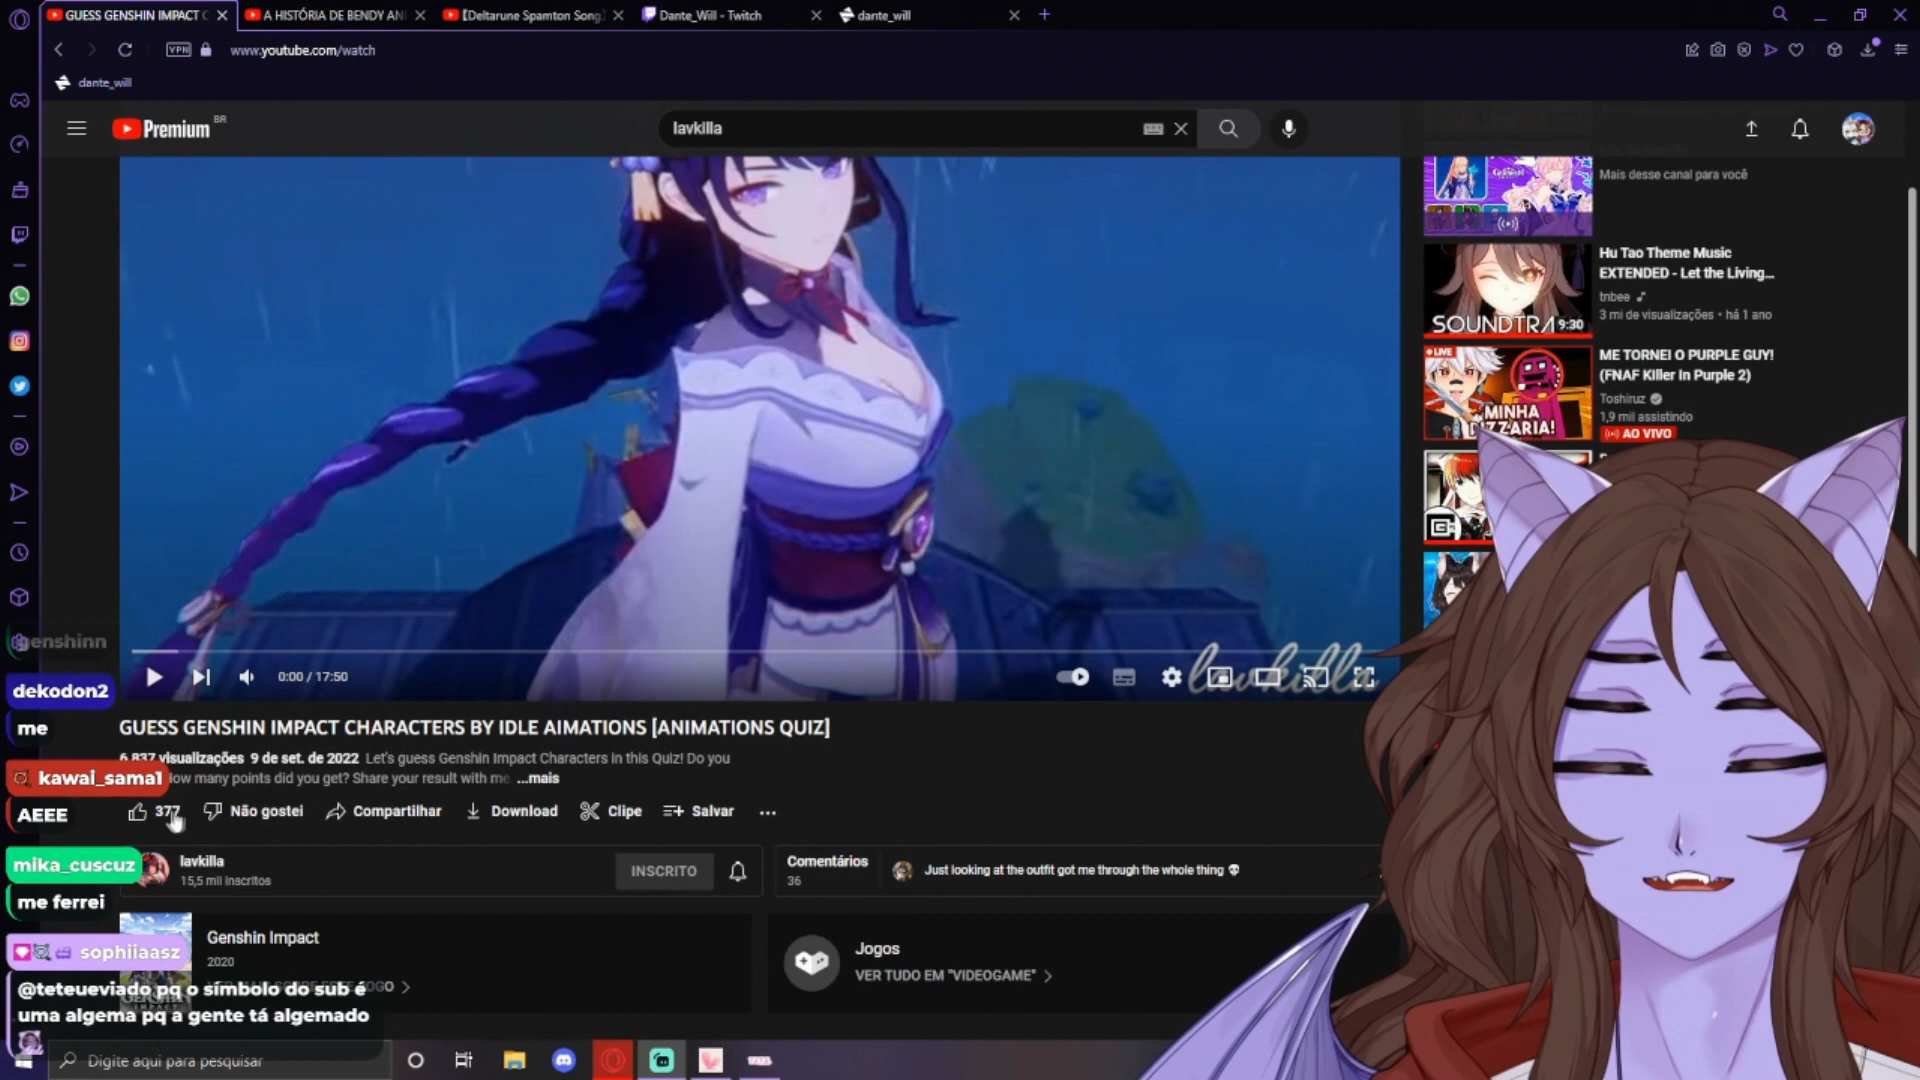 GUESS GENSHIN IMPACT C
A HISTÓRIA DE BENDY AN
[Deltarune Spamton Song]
Dante_Will - Twitch
dante_will
VPN
www.youtube.com/watch
dante_will
Premium
BR
lavkilla
Mais desse canal para você
Hu Tao Theme Music
EXTENDED - Let the Living...
tnbee
3 mi de visualizações • há 1 ano
SOUNDTRA
9:30
LIVE
MINHA
PIZZARIA!
ME TORNEI O PURPLE GUY!
(FNAF Killer In Purple 2)
Toshiruz
1,9 mil assistindo
AO VIVO
lavkilla
0:00 / 17:50
GUESS GENSHIN IMPACT CHARACTERS BY IDLE AIMATIONS [ANIMATIONS QUIZ]
6.837 visualizações 9 de set. de 2022 Let's guess Genshin Impact Characters in this Quiz! Do you
How many points did you get? Share your result with me ...mais
377
Não gostei
Compartilhar
Download
Clipe
Salvar
lavkilla
15,5 mil inscritos
INSCRITO
Comentários
36
Just looking at the outfit got me through the whole thing
Genshin Impact
2020
Jogos
VER TUDO EM "VIDEOGAME"
genshinn
dekodon2
me
kawai_sama1
AEEE
mika_cuscuz
me ferrei
sophiiaasz
@teteueviado pq o simbolo do sub é
uma algema pq a gente tá algemado
Digite aqui para pesquisar